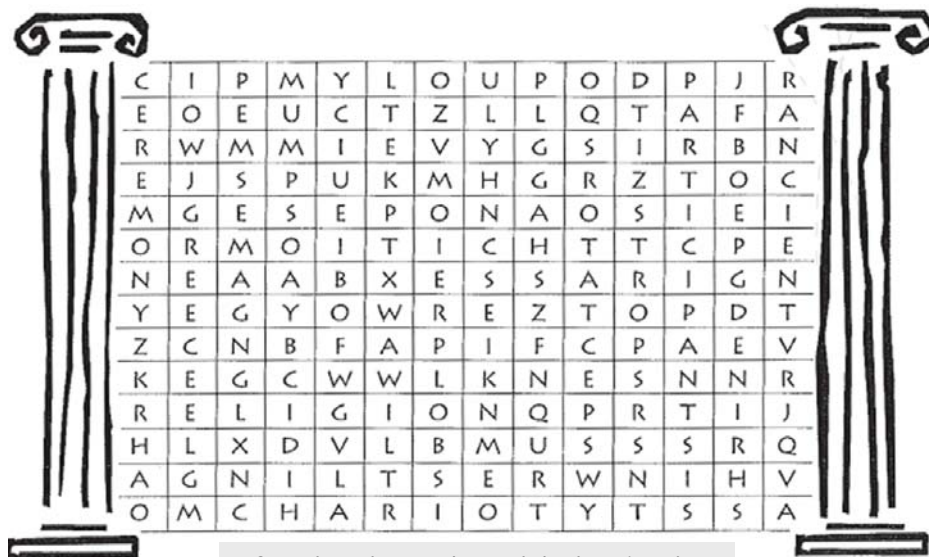 C I P M Y L O U P O D P J R
E O E U C T Z L L Q T A F A
R W M M I E V Y G S I R B N
E J S P U K M H G R Z T O C
M G E S E P O N A O S I E I
O R M O I T I C H T T C P E
N E A A B X E S S A R I G N
Y E G Y O W R E Z T O P D T
Z C N B F A P I F C P A E V
K E G C W W L K N E S N N R
R E L I G I O N Q P R T I J
H L X D V L B M U S S S R Q
A G N I L T S E R W N I H V
O M C H A R I O T Y T S S A